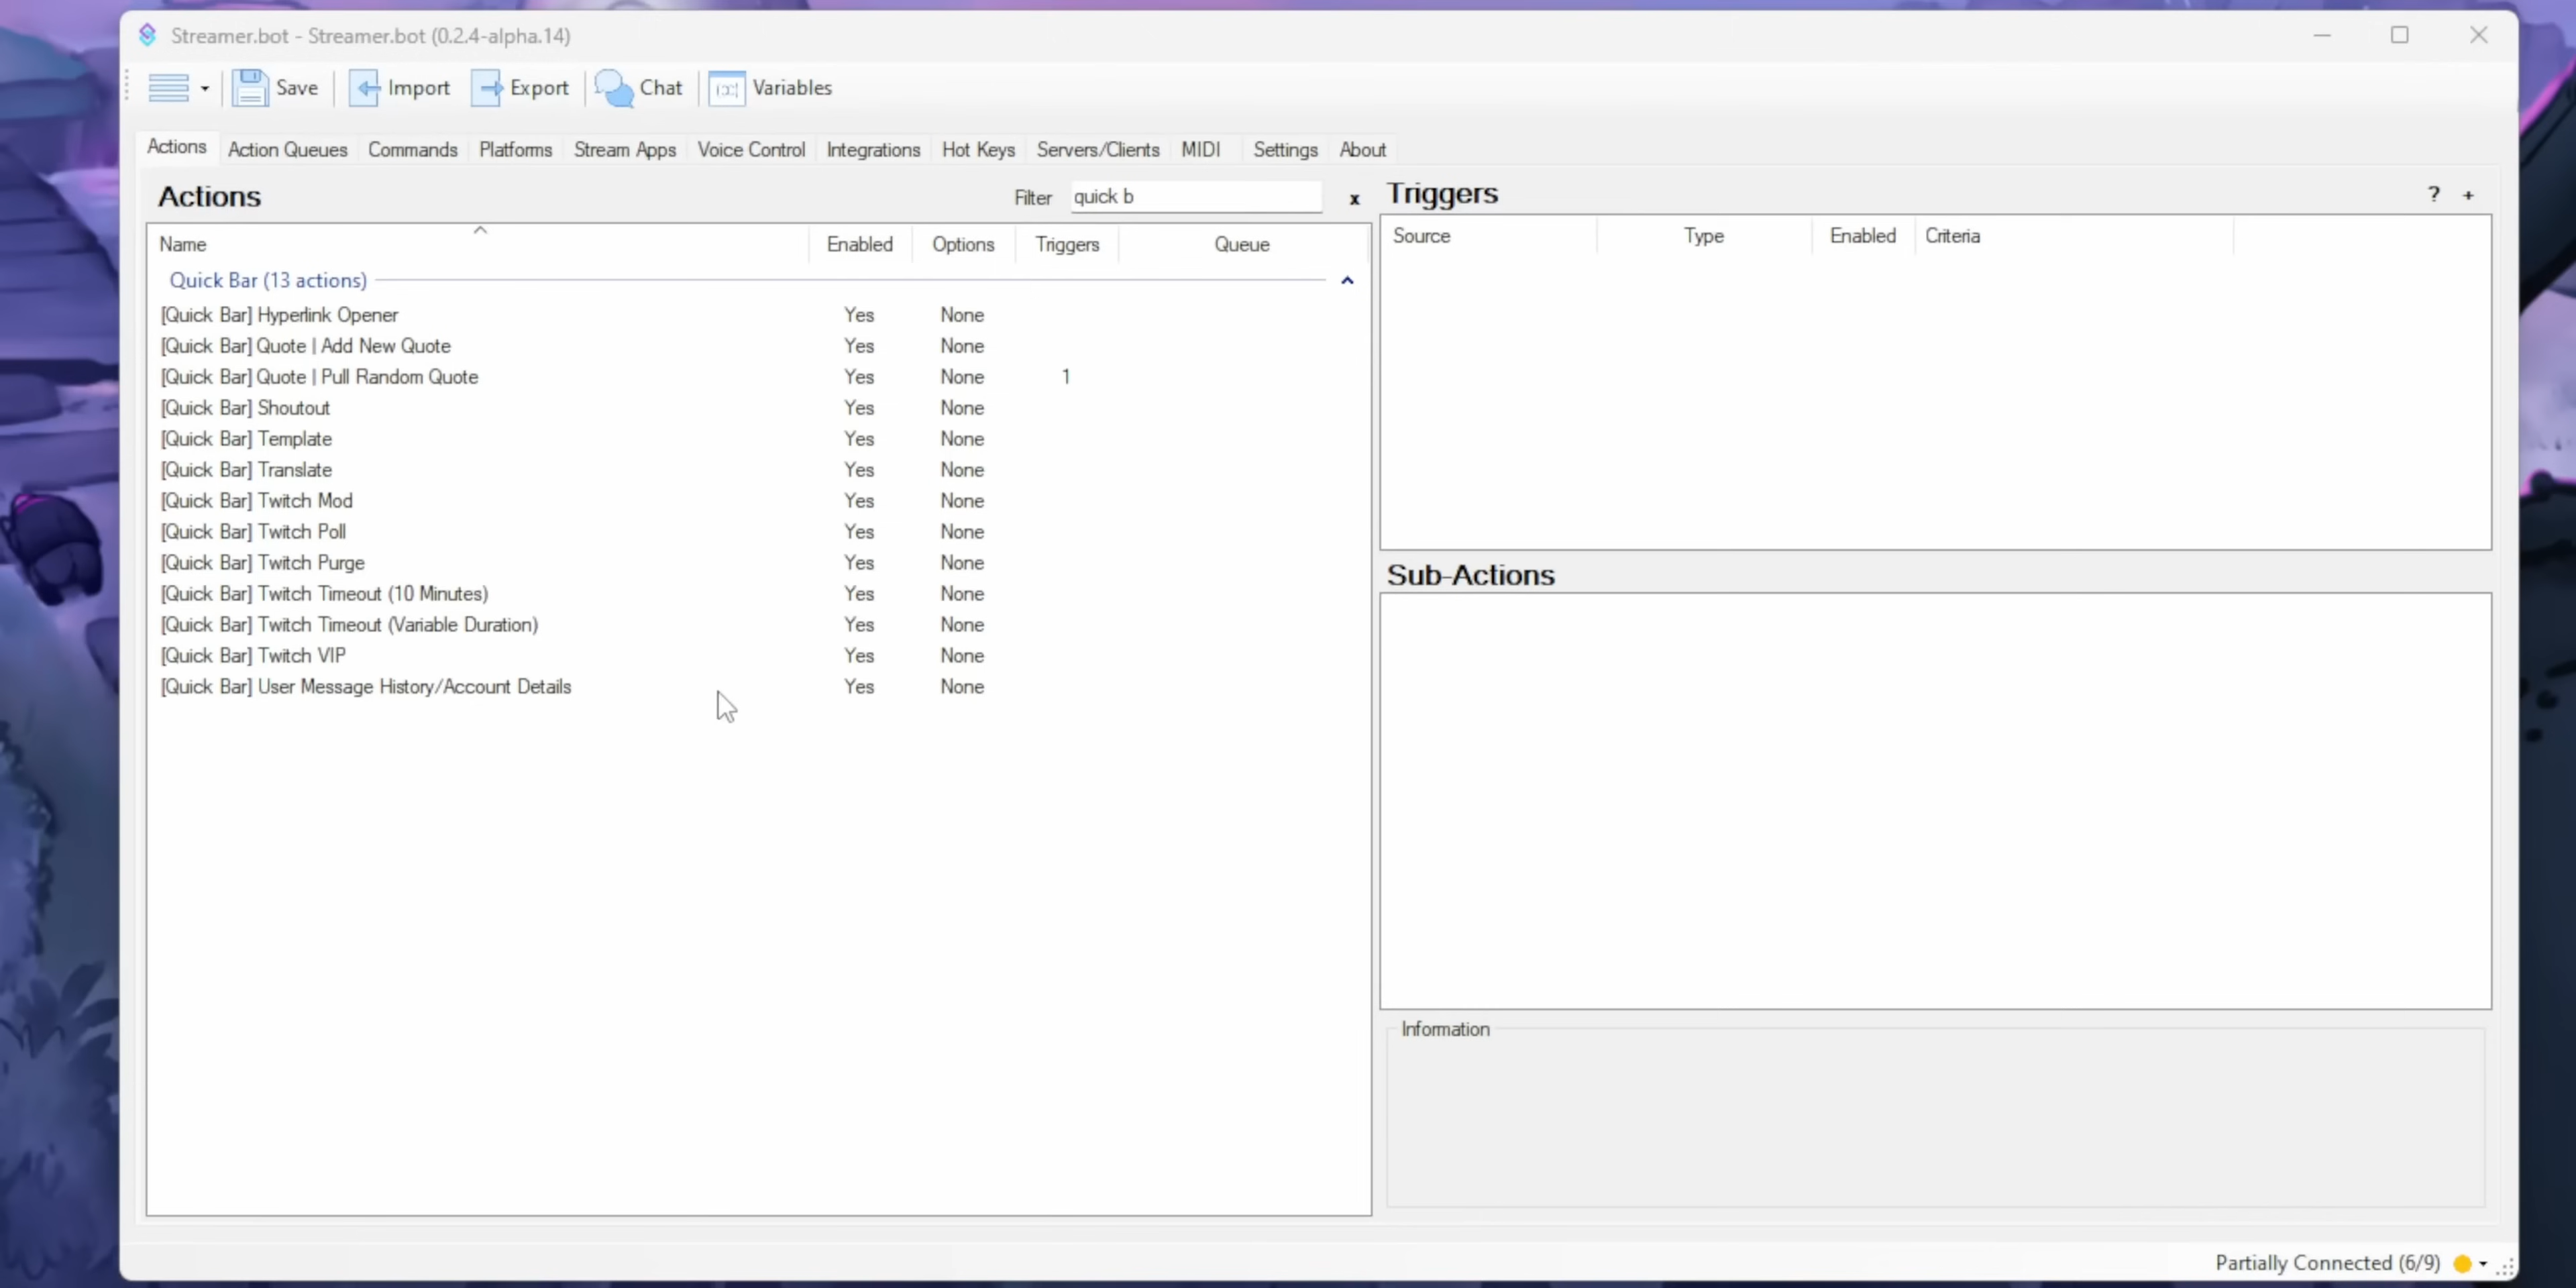 Streamer.bot - Streamer.bot (0.2.4-alpha.14)
Save Import Export Chat Variables
Actions Action Queues Commands Platforms Stream Apps Voice Control Integrations Hot Keys Servers/Clients MIDI Settings About
Actions Filter quick b x
Name Enabled Options Triggers Queue
Quick Bar (13 actions)
[Quick Bar] Hyperlink Opener Yes None
[Quick Bar] Quote | Add New Quote Yes None
[Quick Bar] Quote | Pull Random Quote Yes None 1
[Quick Bar] Shoutout Yes None
[Quick Bar] Template Yes None
[Quick Bar] Translate Yes None
[Quick Bar] Twitch Mod Yes None
[Quick Bar] Twitch Poll Yes None
[Quick Bar] Twitch Purge Yes None
[Quick Bar] Twitch Timeout (10 Minutes) Yes None
[Quick Bar] Twitch Timeout (Variable Duration) Yes None
[Quick Bar] Twitch VIP Yes None
[Quick Bar] User Message History/Account Details Yes None
Triggers ? +
Source Type Enabled Criteria
Sub-Actions
Information
Partially Connected (6/9)